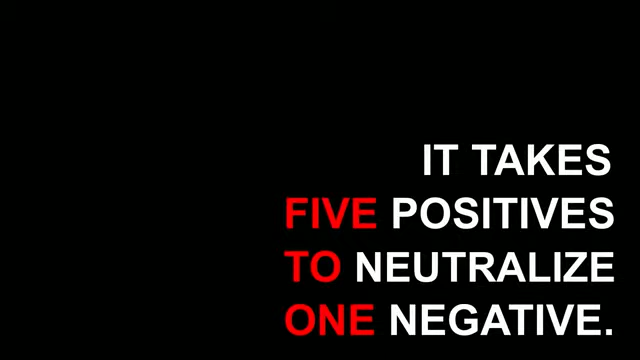 IT TAKES
FIVE POSITIVES
TO NEUTRALIZE
ONE NEGATIVE.